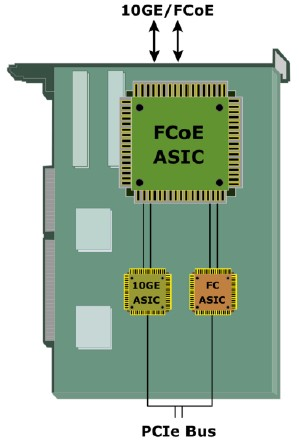 10GE/FCoE
FCoE
ASIC
10GE
ASIC
FC
ASIC
PCIe Bus